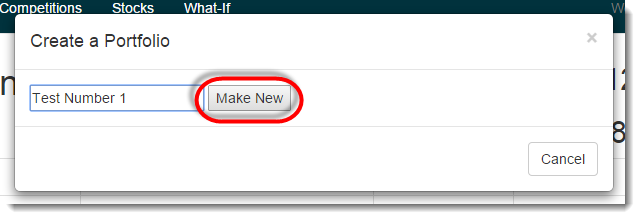 Competitions Stocks What-If W
Create a Portfolio ×
Test Number 1 Make New
Cancel